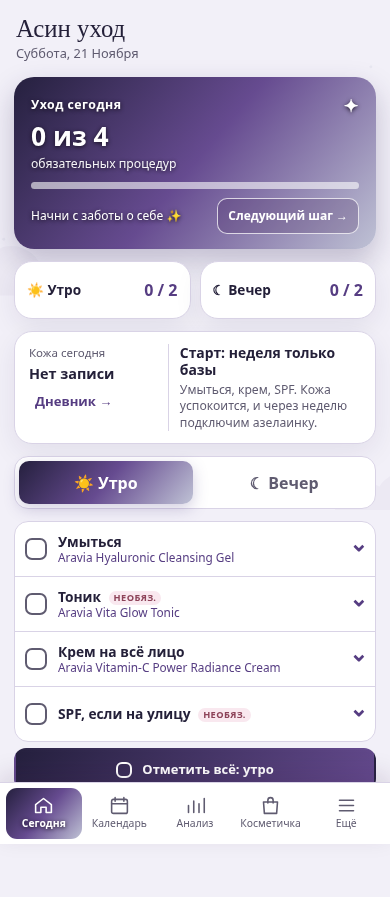 Асин уход
Суббота, 21 Ноября
Уход сегодня ✦
0 из 4
обязательных процедур
Начни с заботы о себе ✨ Следующий шаг →
☀️ Утро 0 / 2
☾ Вечер 0 / 2
Кожа сегодня
Нет записи
Дневник →
Старт: неделя только
базы
Умыться, крем, SPF. Кожа
успокоится, и через неделю
подключим азелаинку.
☀️ Утро
☾ Вечер
Умыться
Aravia Hyaluronic Cleansing Gel
Тоник НЕОБЯЗ.
Aravia Vita Glow Tonic
Крем на всё лицо
Aravia Vitamin-C Power Radiance Cream
SPF, если на улицу НЕОБЯЗ.
Отметить всё: утро
Сегодня
Календарь
Анализ
Косметичка
Ещё